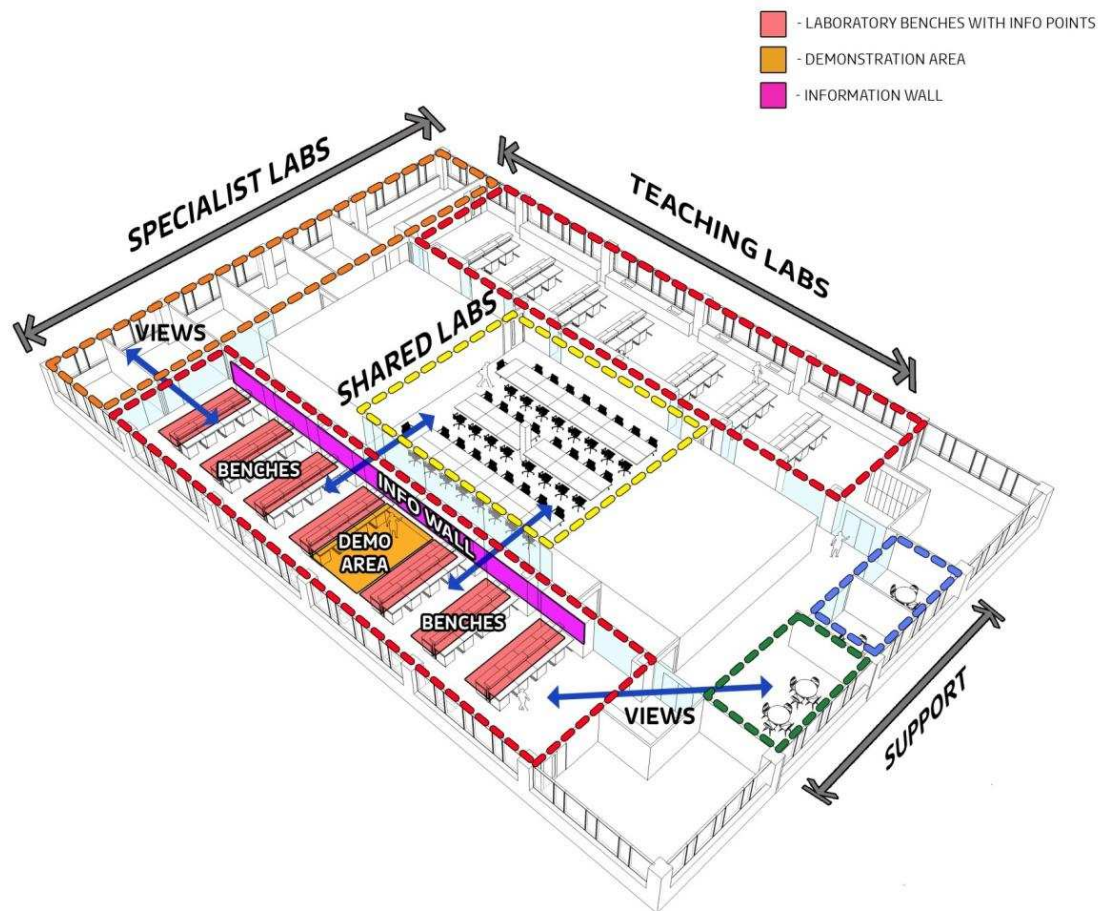 - LABORATORY BENCHES WITH INFO POINTS
- DEMONSTRATION AREA
- INFORMATION WALL
SPECIALIST LABS
TEACHING LABS
SHARED LABS
VIEWS
BENCHES
INFO WALL
DEMO
AREA
BENCHES
VIEWS
SUPPORT